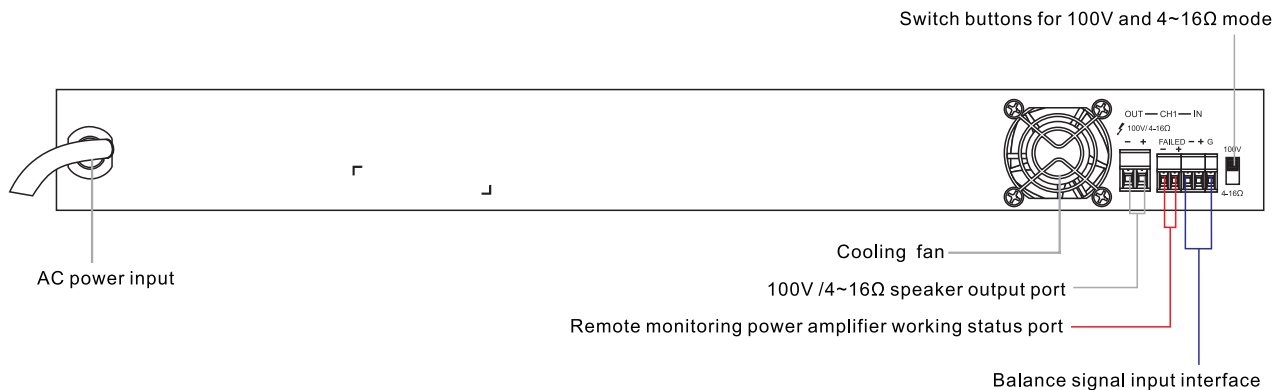 Switch buttons for 100V and 4~16Ω mode
OUT — CH1 — IN
100V/4-16Ω
− + FAILED − + G
− +
100V
4-16Ω
Cooling fan
AC power input
100V /4~16Ω speaker output port
Remote monitoring power amplifier working status port
Balance signal input interface